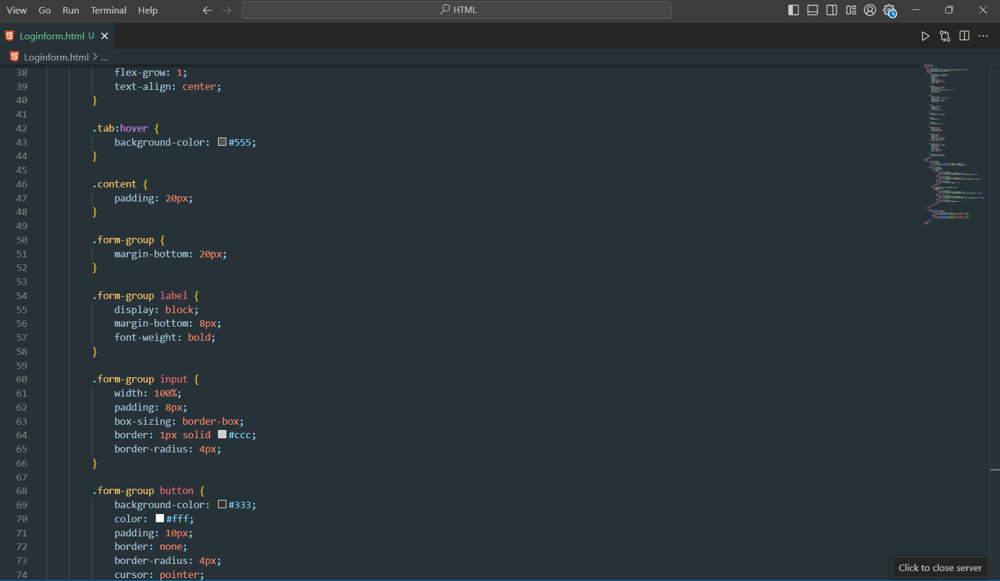 View Go Run Terminal Help HTML
Loginform.html U
Loginform.html > ...
38 flex-grow: 1;
39 text-align: center;
40 }
41
42 .tab:hover {
43 background-color: #555;
44 }
45
46 .content {
47 padding: 20px;
48 }
49
50 .form-group {
51 margin-bottom: 20px;
52 }
53
54 .form-group label {
55 display: block;
56 margin-bottom: 8px;
57 font-weight: bold;
58 }
59
60 .form-group input {
61 width: 100%;
62 padding: 8px;
63 box-sizing: border-box;
64 border: 1px solid #ccc;
65 border-radius: 4px;
66 }
67
68 .form-group button {
69 background-color: #333;
70 color: #fff;
71 padding: 10px;
72 border: none;
73 border-radius: 4px;
74 cursor: pointer;
Click to close server